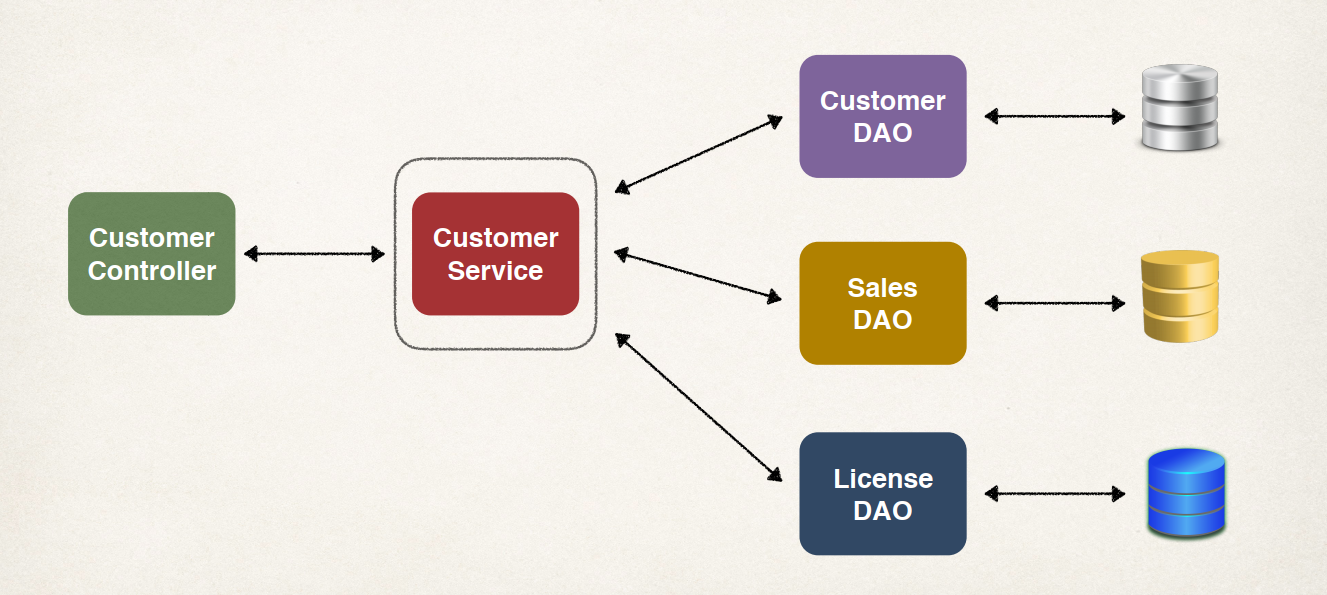 Customer
Controller
Customer
Service
Customer
DAO
Sales
DAO
License
DAO